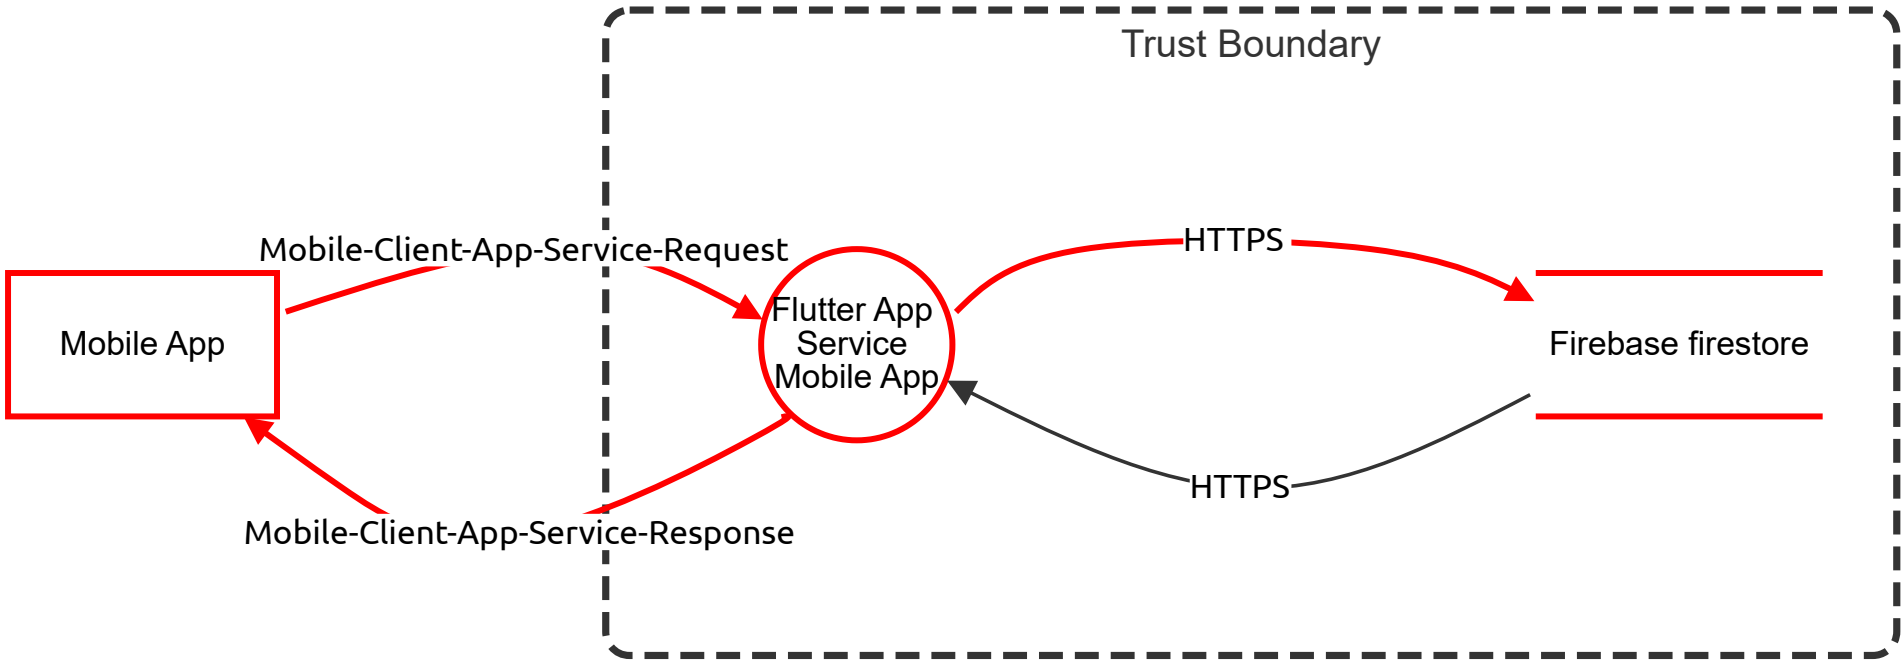 Trust Boundary
Mobile-Client-App-Service-Request
HTTPS
Mobile App
Flutter App
Service
Mobile App
Firebase firestore
HTTPS
Mobile-Client-App-Service-Response